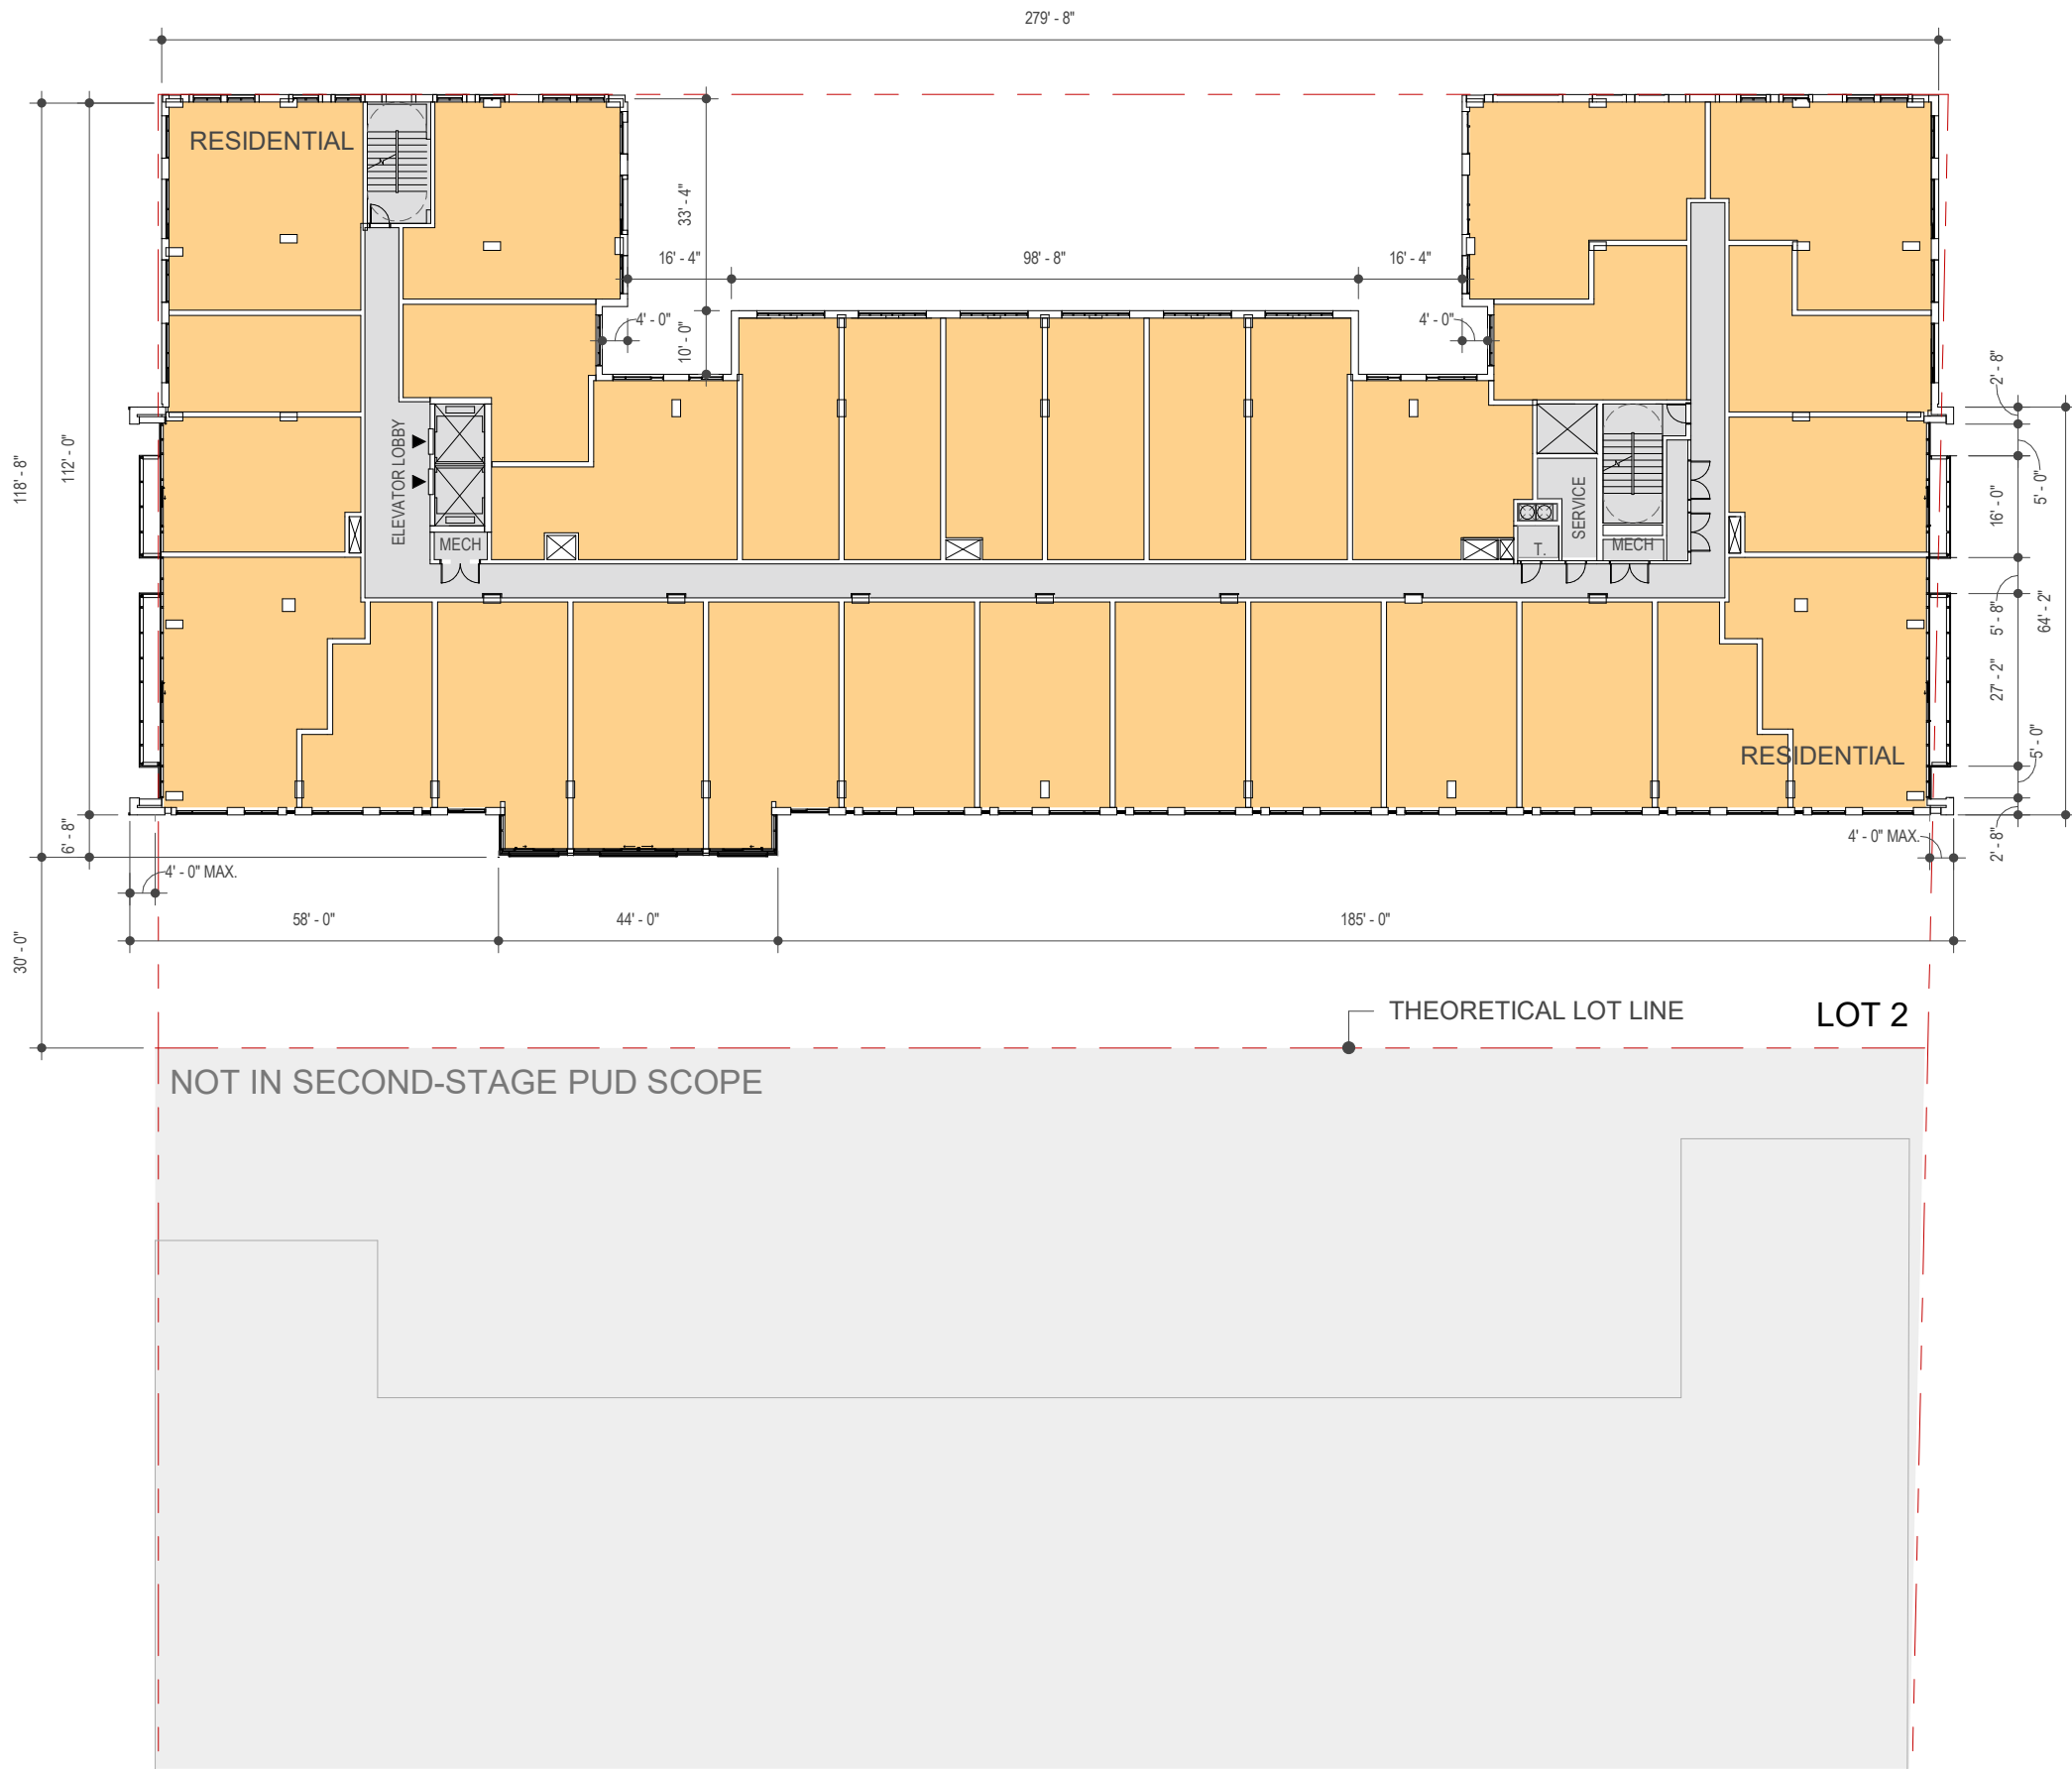 279' - 8"
RESIDENTIAL
33' - 4"
16' - 4"
98' - 8"
16' - 4"
4' - 0"
10' - 0"
4' - 0"
2' - 8"
118' - 8"
112' - 0"
ELEVATOR LOBBY
MECH
SERVICE
T.
MECH
16' - 0"
5' - 0"
5' - 8"
64' - 2"
27' - 2"
RESIDENTIAL
5' - 0"
6' - 8"
4' - 0" MAX.
2' - 8"
4' - 0" MAX.
58' - 0"
44' - 0"
185' - 0"
30' - 0"
THEORETICAL LOT LINE
LOT 2
NOT IN SECOND-STAGE PUD SCOPE